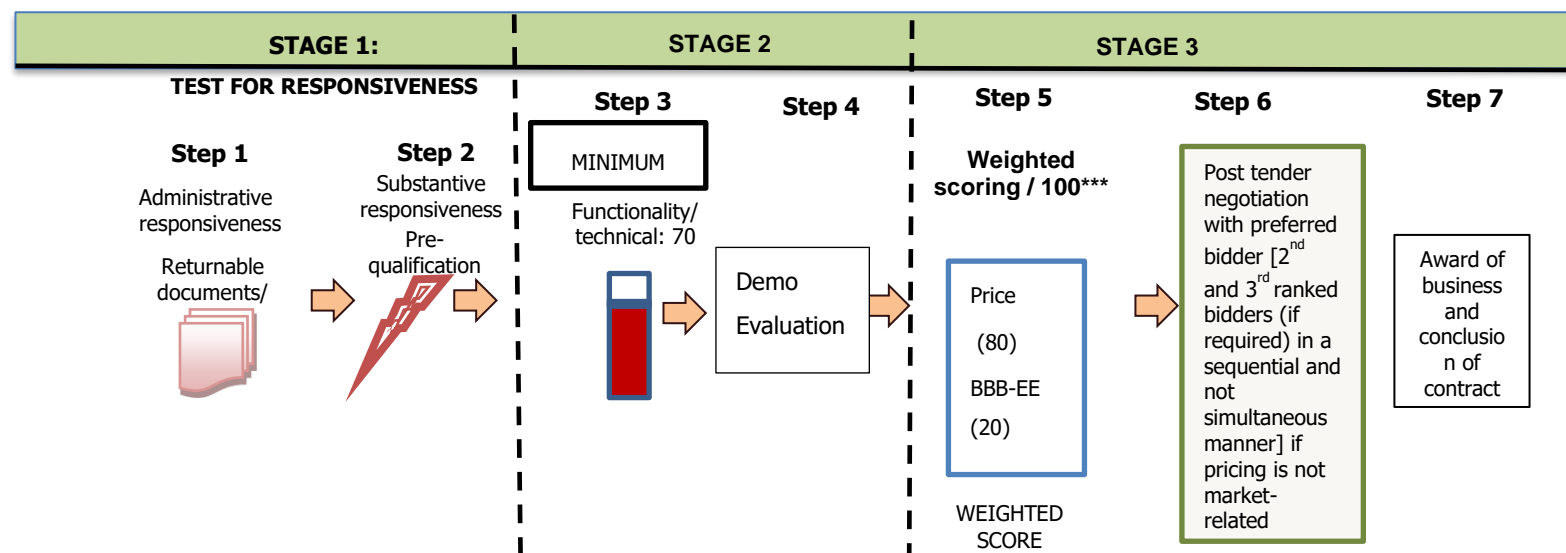 STAGE 1:
STAGE 2
STAGE 3
TEST FOR RESPONSIVENESS
Step 1
Administrative
responsiveness
Returnable
documents/
Step 2
Substantive
responsiveness
Pre-
qualification
Step 3
MINIMUM
Functionality/
technical: 70
Step 4
Demo
Evaluation
Step 5
Weighted
scoring / 100***
Price
(80)
BBB-EE
(20)
WEIGHTED
SCORE
Step 6
Post tender
negotiation
with preferred
bidder [2nd
and 3rd ranked
bidders (if
required) in a
sequential and
not
simultaneous
manner] if
pricing is not
market-
related
Step 7
Award of
business
and
conclusio
n of
contract